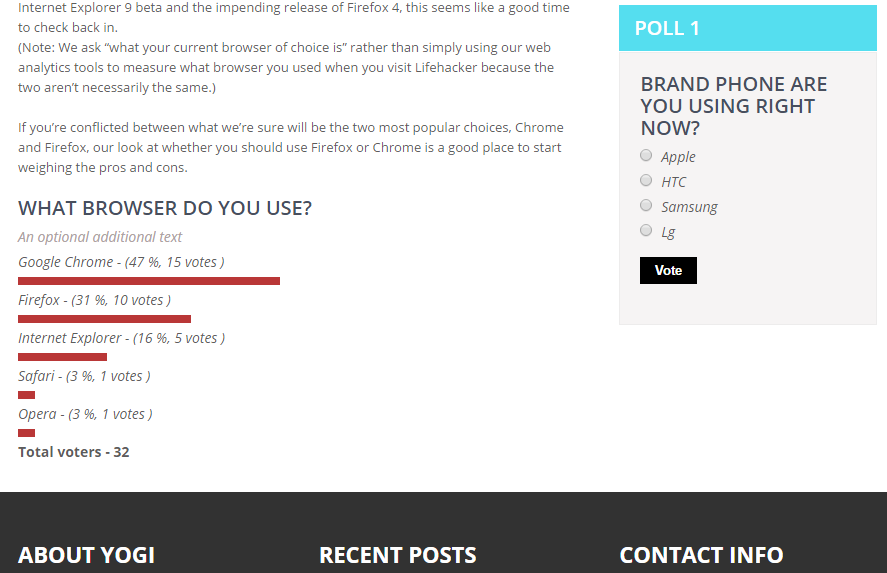 Internet Explorer 9 beta and the impending release of Firefox 4, this seems like a good time
to check back in.
(Note: We ask “what your current browser of choice is” rather than simply using our web
analytics tools to measure what browser you used when you visit Lifehacker because the
two aren’t necessarily the same.)
If you’re conflicted between what we’re sure will be the two most popular choices, Chrome
and Firefox, our look at whether you should use Firefox or Chrome is a good place to start
weighing the pros and cons.
WHAT BROWSER DO YOU USE?
An optional additional text
Google Chrome - (47 %, 15 votes )
Firefox - (31 %, 10 votes )
Internet Explorer - (16 %, 5 votes )
Safari - (3 %, 1 votes )
Opera - (3 %, 1 votes )
Total voters - 32
POLL 1
BRAND PHONE ARE
YOU USING RIGHT
NOW?
Apple
HTC
Samsung
Lg
Vote
ABOUT YOGI
RECENT POSTS
CONTACT INFO